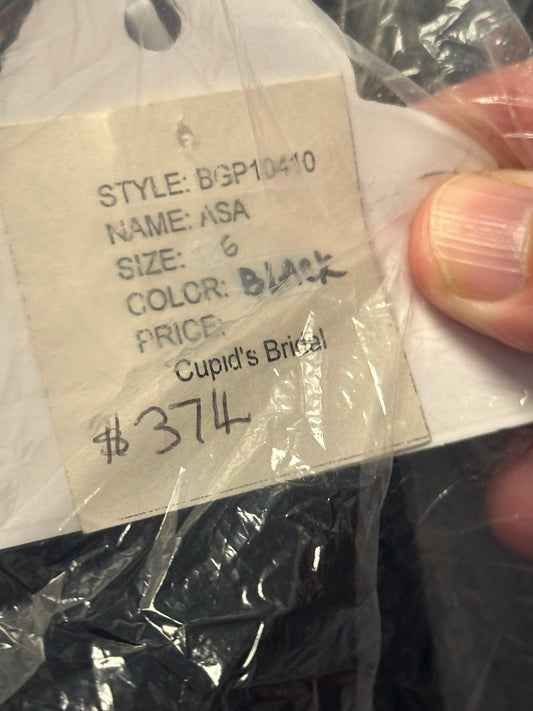 STYLE: BGP10410
NAME: ASA
SIZE: 6
COLOR: BLACK
PRICE:
Cupid's Bridal
$374